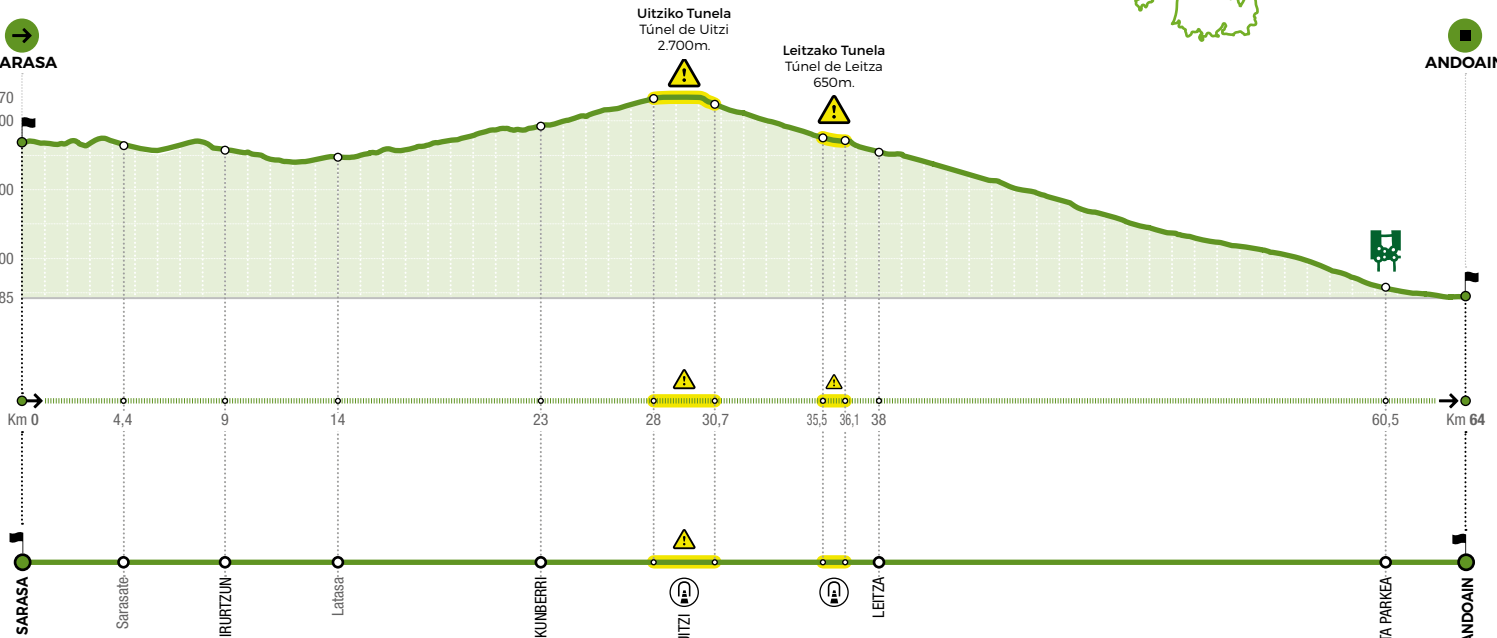 Uitziko Tunela
Túnel de Uitzi
2.700m.
Leitzako Tunela
Túnel de Leitza
650m.
ARASA
ANDOAIN
70
00
00
00
85
Km 0
4,4
9
14
23
28
30,7
35,5
36,1
38
60,5
Km 64
SARASA
Sarasate
IRURTZUN
Latasa
KUNBERRI
UITZI
LEITZA
TA PARKEA
ANDOAIN